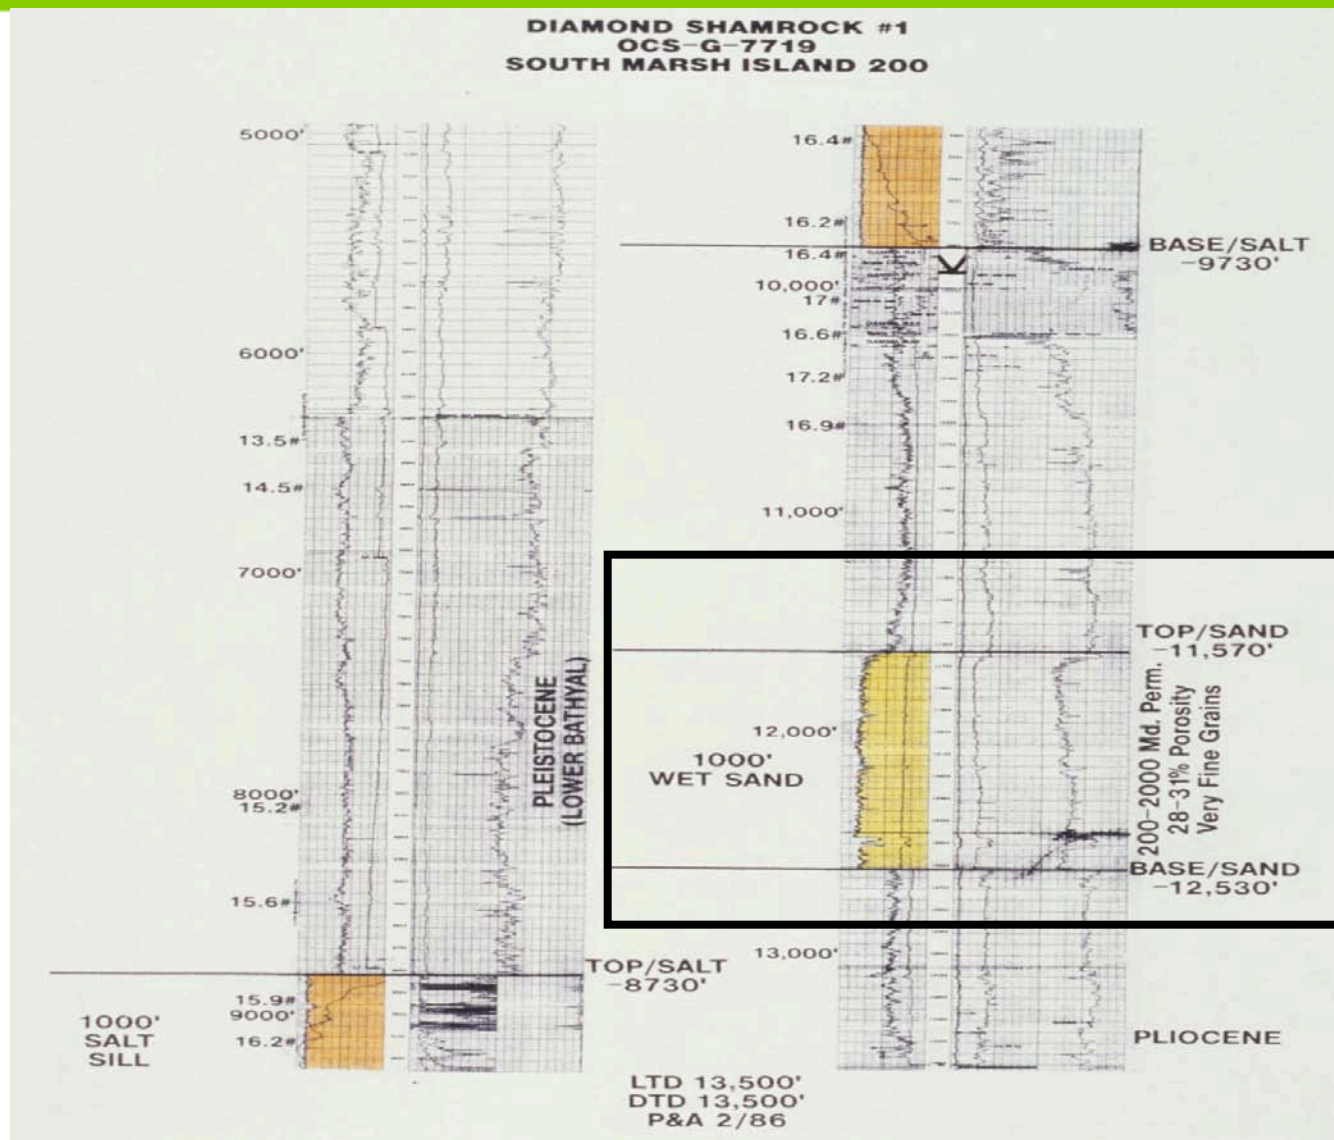 DIAMOND SHAMROCK #1
OCS-G-7719
SOUTH MARSH ISLAND 200
5000'
6000'
13.5#
14.5#
7000'
8000'
15.2#
15.6#
PLEISTOCENE
(LOWER BATHYAL)
TOP/SALT
-8730'
15.9#
9000'
16.2#
1000'
SALT
SILL
16.4#
16.2#
BASE/SALT
-9730'
16.4#
K
10,000'
17#
16.6#
17.2#
16.9#
11,000'
TOP/SAND
-11,570'
12,000'
1000'
WET SAND
200-2000 Md. Perm.
28-31% Porosity
Very Fine Grains
BASE/SAND
-12,530'
13,000'
PLIOCENE
LTD 13,500'
DTD 13,500'
P&A 2/86